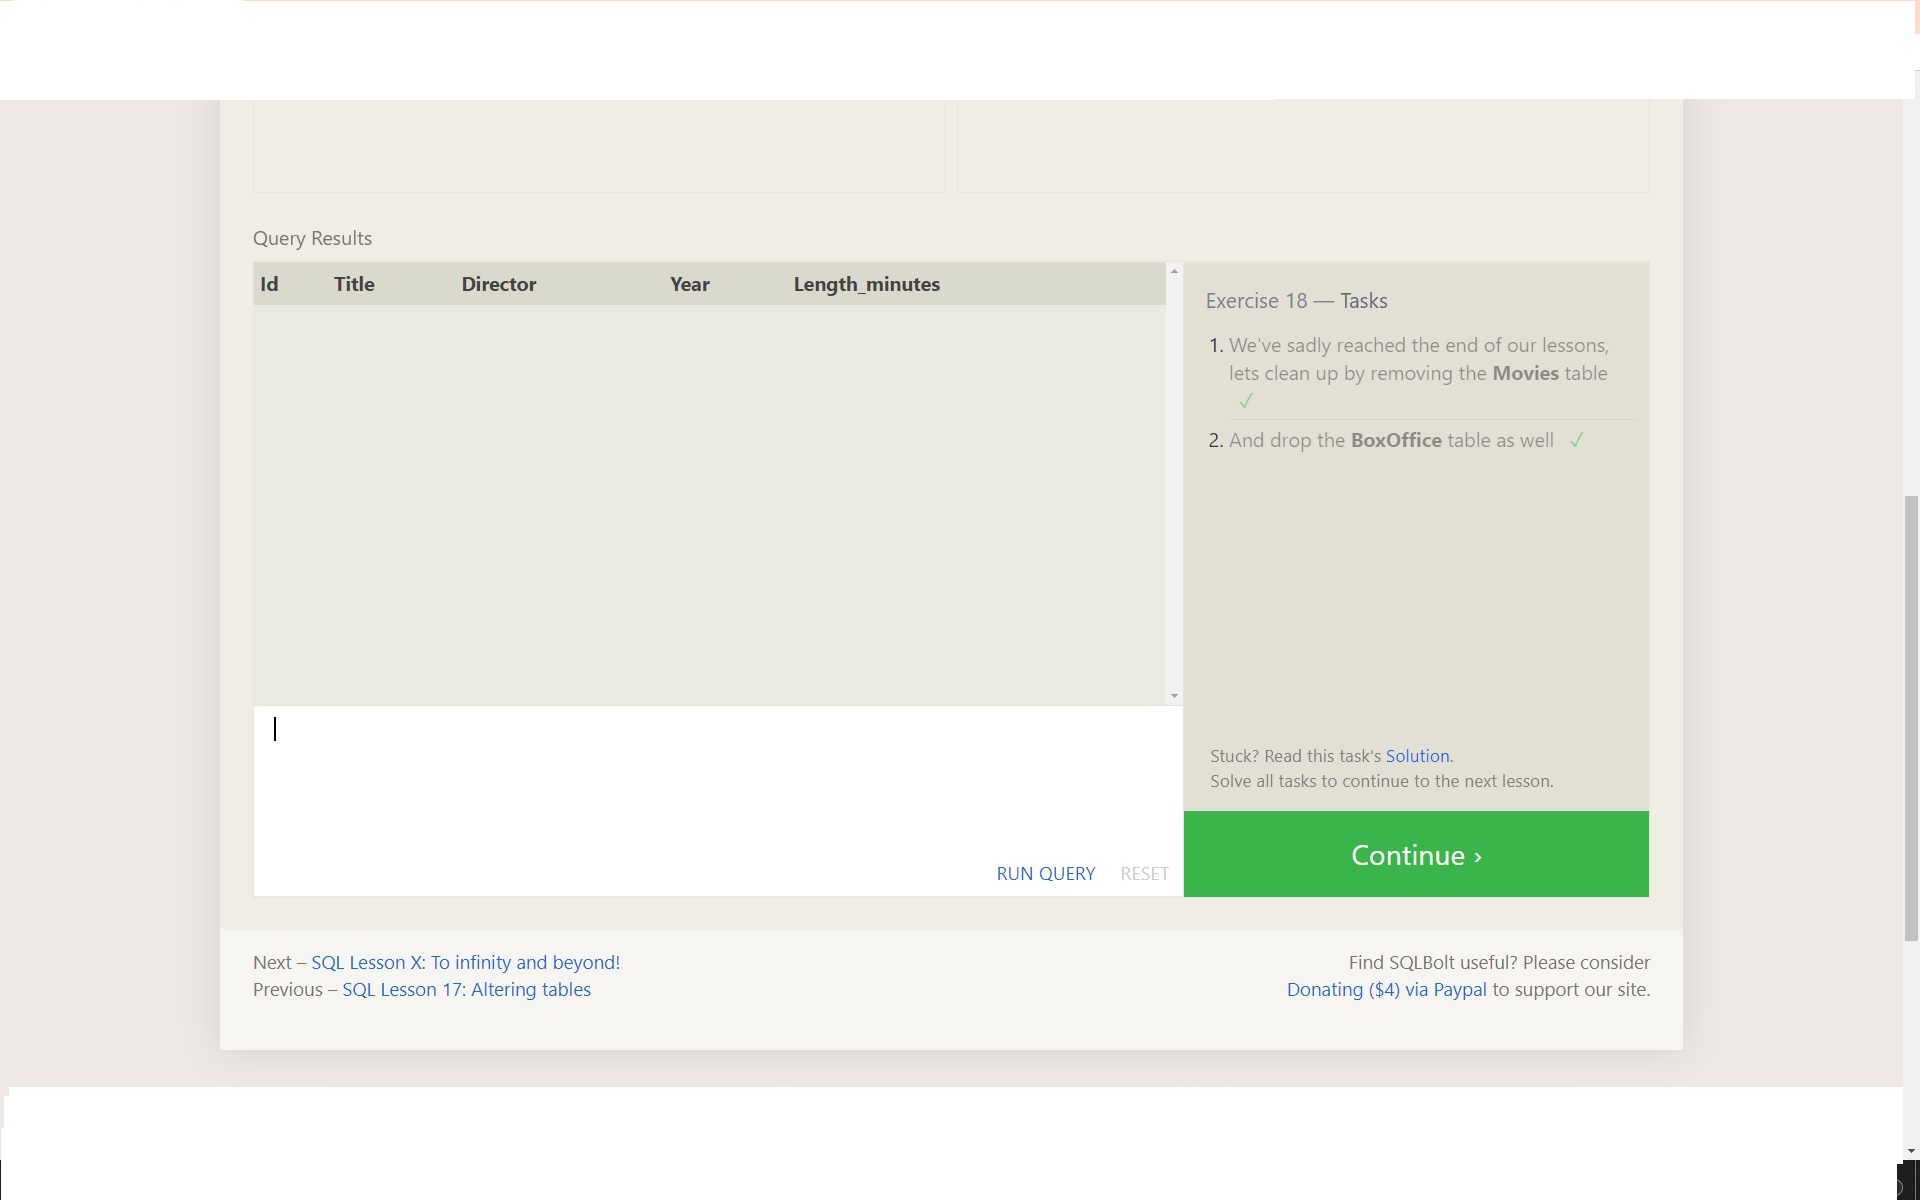 Query Results
Id Title Director Year Length_minutes
Exercise 18 — Tasks
1. We've sadly reached the end of our lessons,
lets clean up by removing the Movies table
✓
2. And drop the BoxOffice table as well ✓
Stuck? Read this task's Solution.
Solve all tasks to continue to the next lesson.
RUN QUERY RESET
Continue ›
Next – SQL Lesson X: To infinity and beyond!
Previous – SQL Lesson 17: Altering tables
Find SQLBolt useful? Please consider
Donating ($4) via Paypal to support our site.